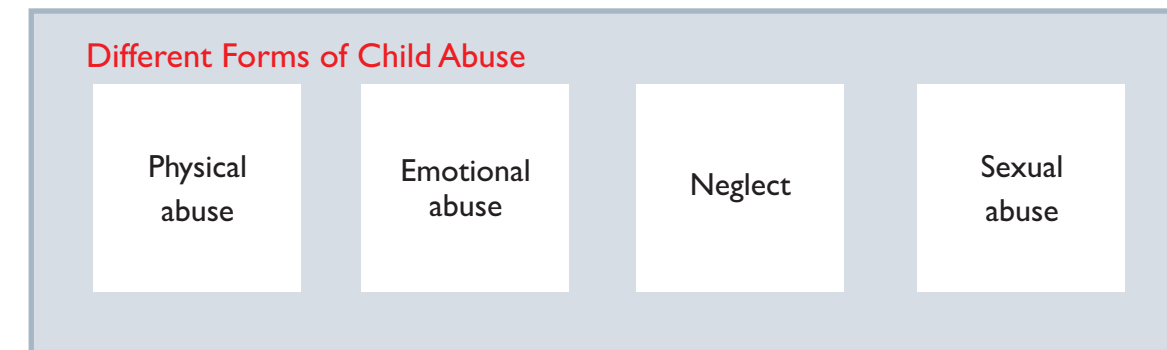 Different Forms of Child Abuse
Physical
abuse
Emotional
abuse
Neglect
Sexual
abuse